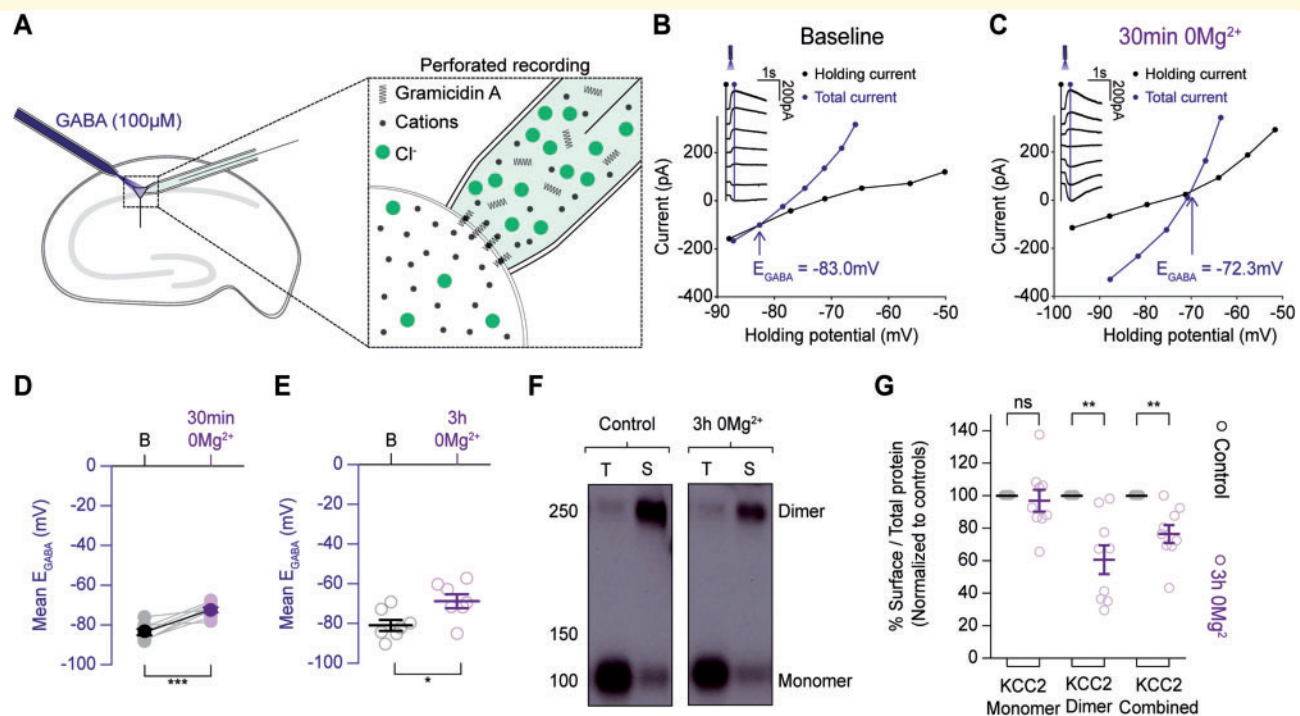 A
GABA (100μM)
Perforated recording
Gramicidin A
Cations
Cl⁻
B
Baseline
1s
200pA
Holding current
Total current
Current (pA)
200
0
-200
-400
E_GABA = -83.0mV
-90 -80 -70 -60 -50
Holding potential (mV)
C
30min 0Mg²⁺
1s
200pA
Holding current
Total current
Current (pA)
200
0
-200
-400
E_GABA = -72.3mV
-100 -90 -80 -70 -60 -50
Holding potential (mV)
D
B
30min
0Mg²⁺
Mean E_GABA (mV)
0
-20
-40
-60
-80
-100
***
E
B
3h
0Mg²⁺
Mean E_GABA (mV)
0
-20
-40
-60
-80
-100
*
F
Control 3h 0Mg²⁺
T S T S
250 Dimer
150
100 Monomer
G
ns ** **
% Surface / Total protein
(Normalized to controls)
140
120
100
80
60
40
20
0
KCC2 KCC2 KCC2
Monomer Dimer Combined
Control
3h 0Mg²